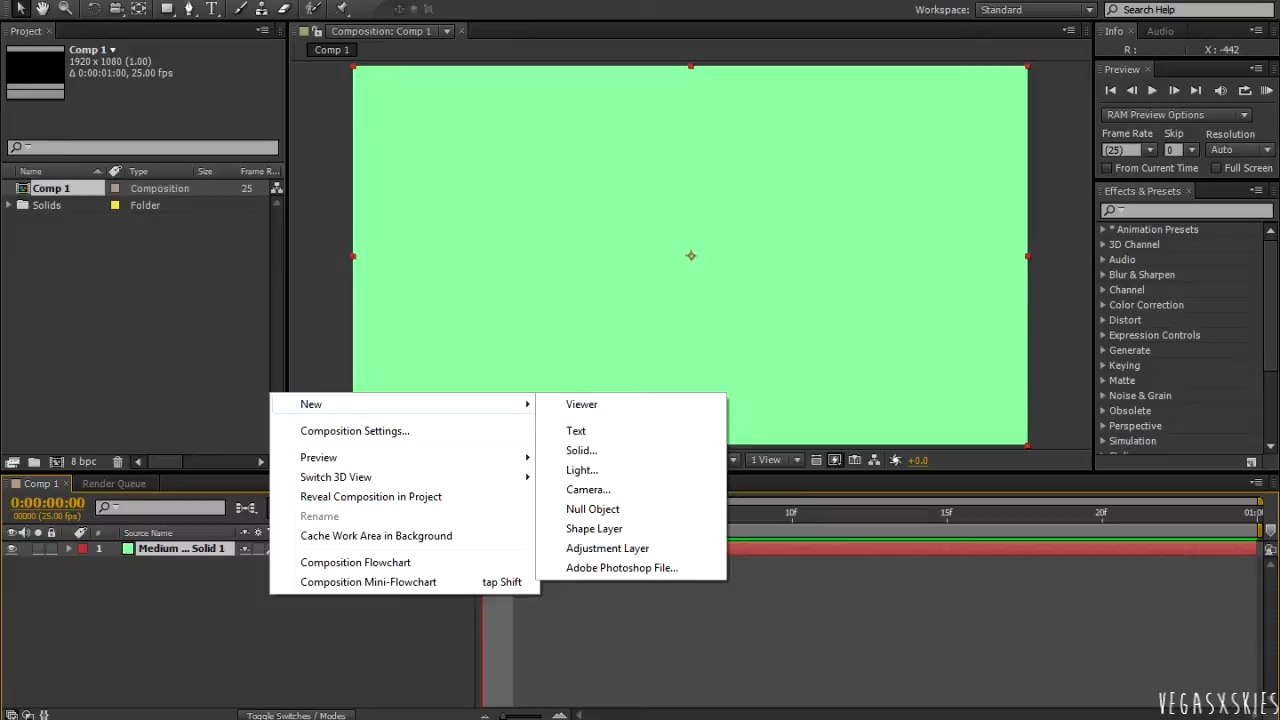 Workspace: Standard Search Help
Project Composition: Comp 1 Info Audio
Comp 1
1920 x 1080 (1.00)
Δ 0:00:01:00, 25.00 fps
Comp 1
R : X : -442
Preview
RAM Preview Options
Frame Rate Skip Resolution
(25) 0 Auto
From Current Time Full Screen
Name Type Size Frame R...
Comp 1 Composition 25
Solids Folder
Effects & Presets
* Animation Presets
3D Channel
Audio
Blur & Sharpen
Channel
Color Correction
Distort
Expression Controls
Generate
Keying
Matte
Noise & Grain
Obsolete
Perspective
Simulation
New
Composition Settings...
Preview
Switch 3D View
Reveal Composition in Project
Rename
Cache Work Area in Background
Composition Flowchart
Composition Mini-Flowchart tap Shift
Viewer
Text
Solid...
Light...
Camera...
Null Object
Shape Layer
Adjustment Layer
Adobe Photoshop File...
8 bpc
1 View +0.0
Comp 1 Render Queue
0:00:00:00
00000 (25.00 fps)
10f 15f 20f 01:0
# Source Name
1 Medium ... Solid 1
Toggle Switches / Modes
VEGASXSKIES